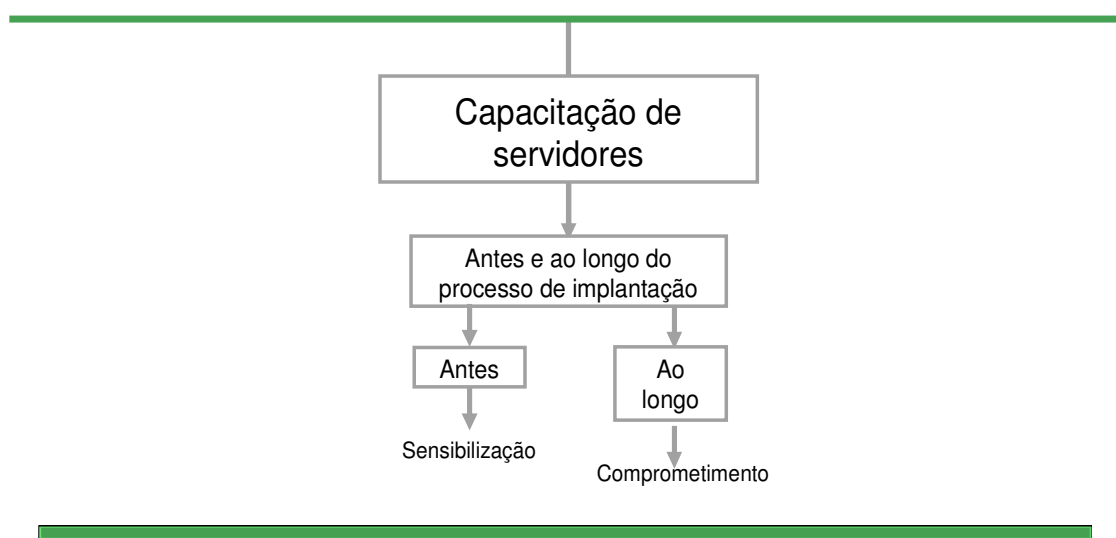 Capacitação de
servidores
Antes e ao longo do
processo de implantação
Antes
Ao
longo
Sensibilização
Comprometimento